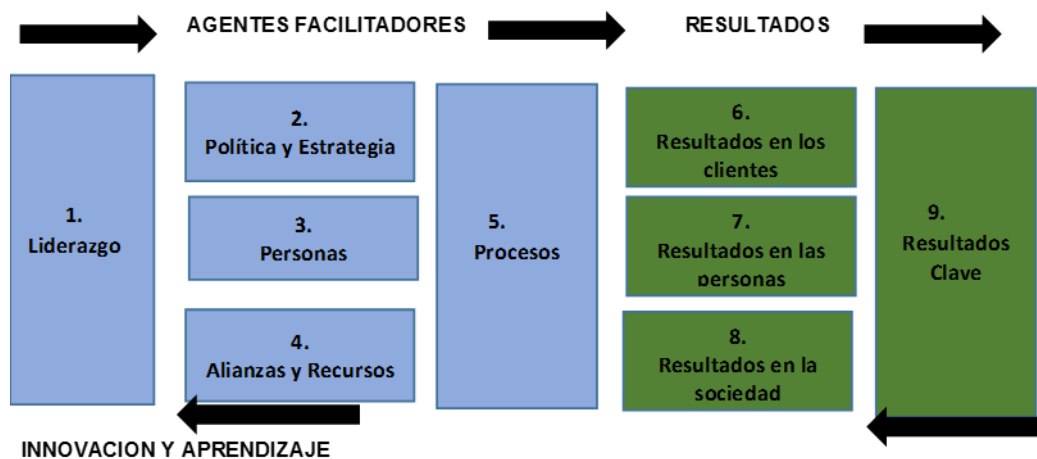 AGENTES FACILITADORES
RESULTADOS
1.
Liderazgo
2.
Política y Estrategia
3.
Personas
4.
Alianzas y Recursos
5.
Procesos
6.
Resultados en los
clientes
7.
Resultados en las
personas
8.
Resultados en la
sociedad
9.
Resultados
Clave
INNOVACION Y APRENDIZAJE